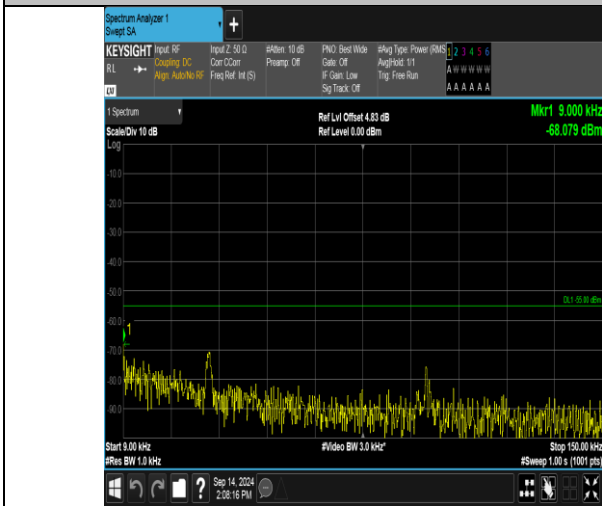 Spectrum Analyzer 1
Swept SA
+
KEYSIGHT Input: RF Input Z: 50 Ω #Atten: 10 dB PNO: Best Wide #Avg Type: Power (RMS 1 2 3 4 5 6
RL Coupling: DC Corr CCorr Preamp: Off Gate: Off Avg|Hold: 1/1 A W W W W W
Align: Auto/No RF Freq Ref: Int (S) IF Gain: Low Trig: Free Run
Sig Track: Off A A A A A A
1 Spectrum Ref Lvl Offset 4.83 dB Mkr1 9.000 kHz
Scale/Div 10 dB Ref Level 0.00 dBm -68.079 dBm
Log
-10.0
-20.0
-30.0
-40.0
-50.0
DL1 -55.00 dBm
-60.0
1
-70.0
-80.0
-90.0
Start 9.00 kHz #Video BW 3.0 kHz* Stop 150.00 kHz
#Res BW 1.0 kHz #Sweep 1.00 s (1001 pts)
? Sep 14, 2024
2:08:16 PM